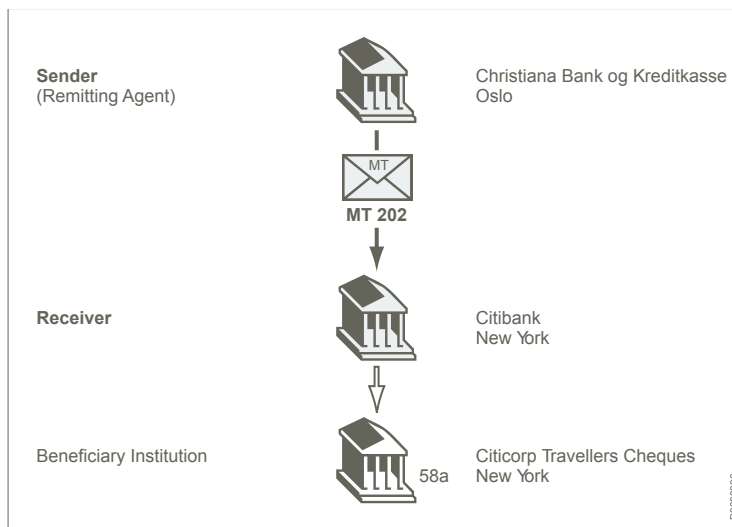 Sender
(Remitting Agent)
Christiana Bank og Kreditkasse
Oslo
MT
MT 202
Receiver
Citibank
New York
Beneficiary Institution
58a
Citicorp Travellers Cheques
New York